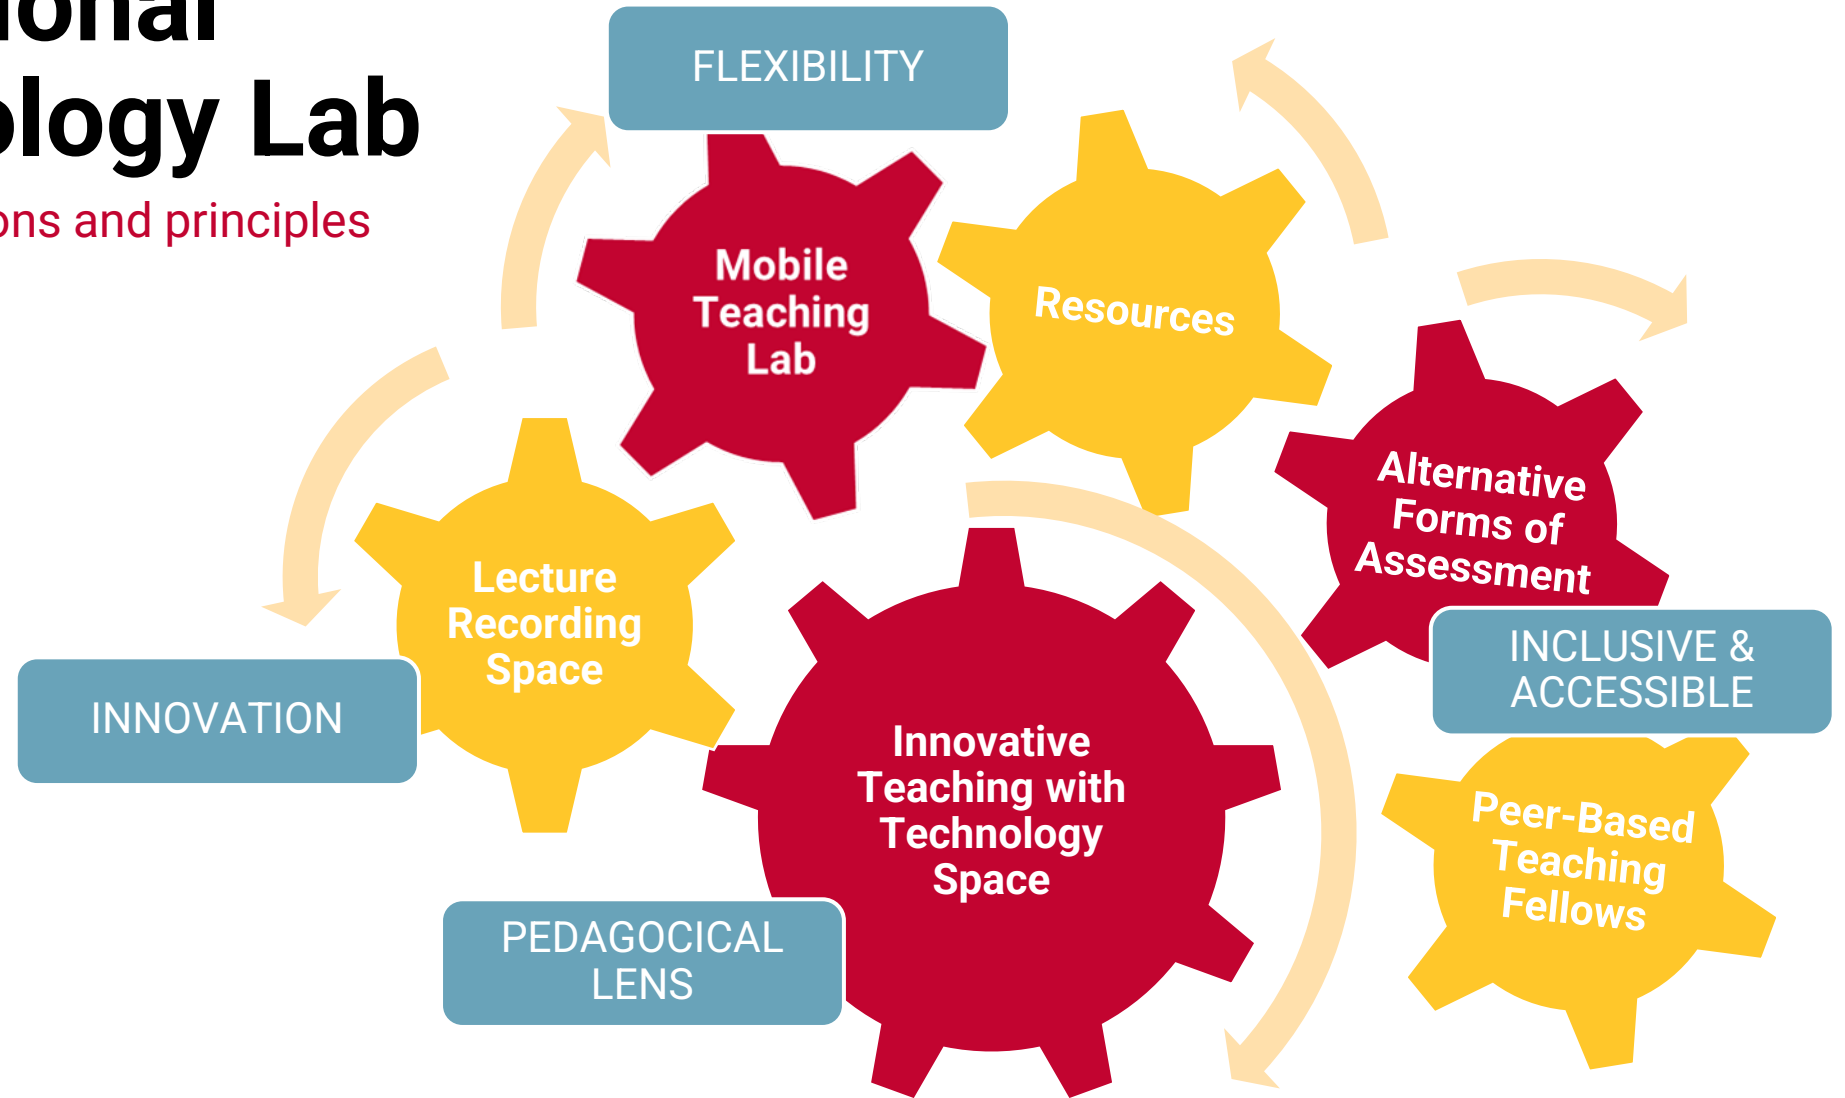 ional
ology Lab
ons and principles
FLEXIBILITY
Mobile
Teaching
Lab
Resources
Alternative
Forms of
Assessment
Lecture
Recording
Space
INCLUSIVE &
ACCESSIBLE
INNOVATION
Innovative
Teaching with
Technology
Space
Peer-Based
Teaching
Fellows
PEDAGOCICAL
LENS